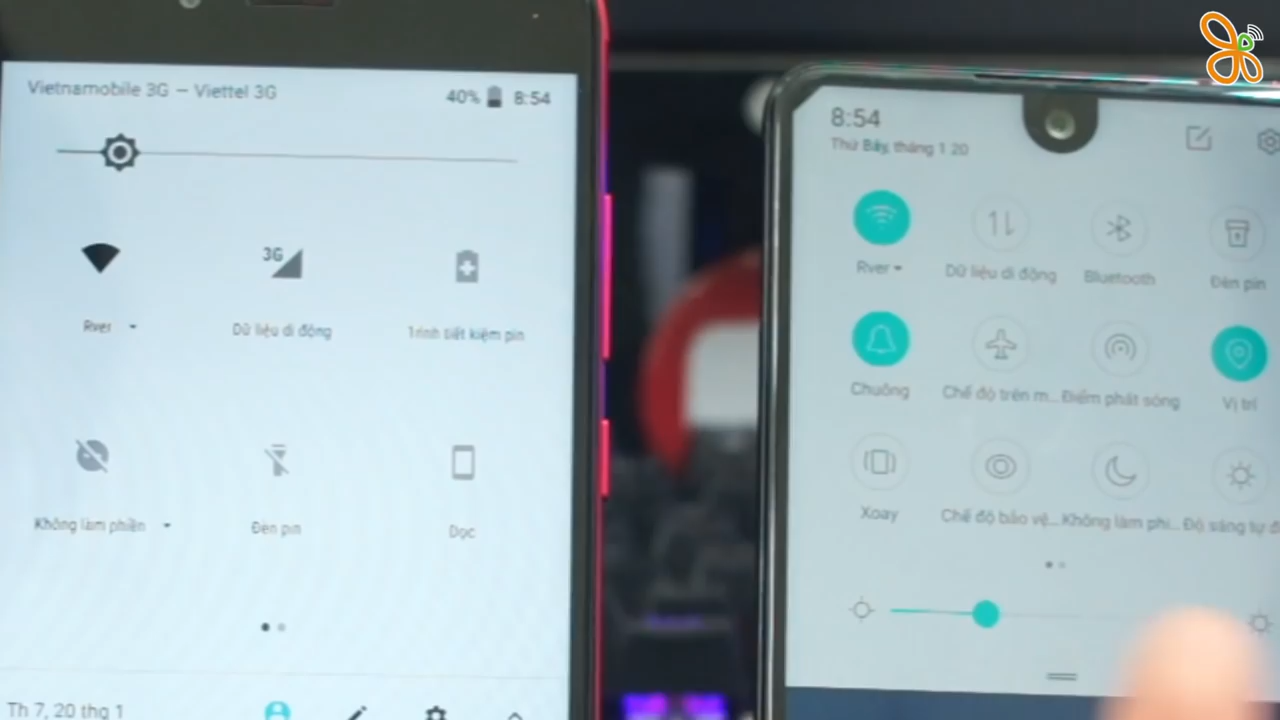 Vietnamobile 3G — Viettel 3G
40% 8:54
3G
Rver
Dữ liệu di động
Trình tiết kiệm pin
Không làm phiền
Đèn pin
Dọc
Th 7, 20 thg 1
8:54
Thứ Bảy, tháng 1 20
Rver
Dữ liệu di động
Bluetooth
Đèn pin
Chuông
Chế độ trên m...
Điểm phát sóng
Vị trí
Xoay
Chế độ bảo vệ...
Không làm phi...
Độ sáng tự đ